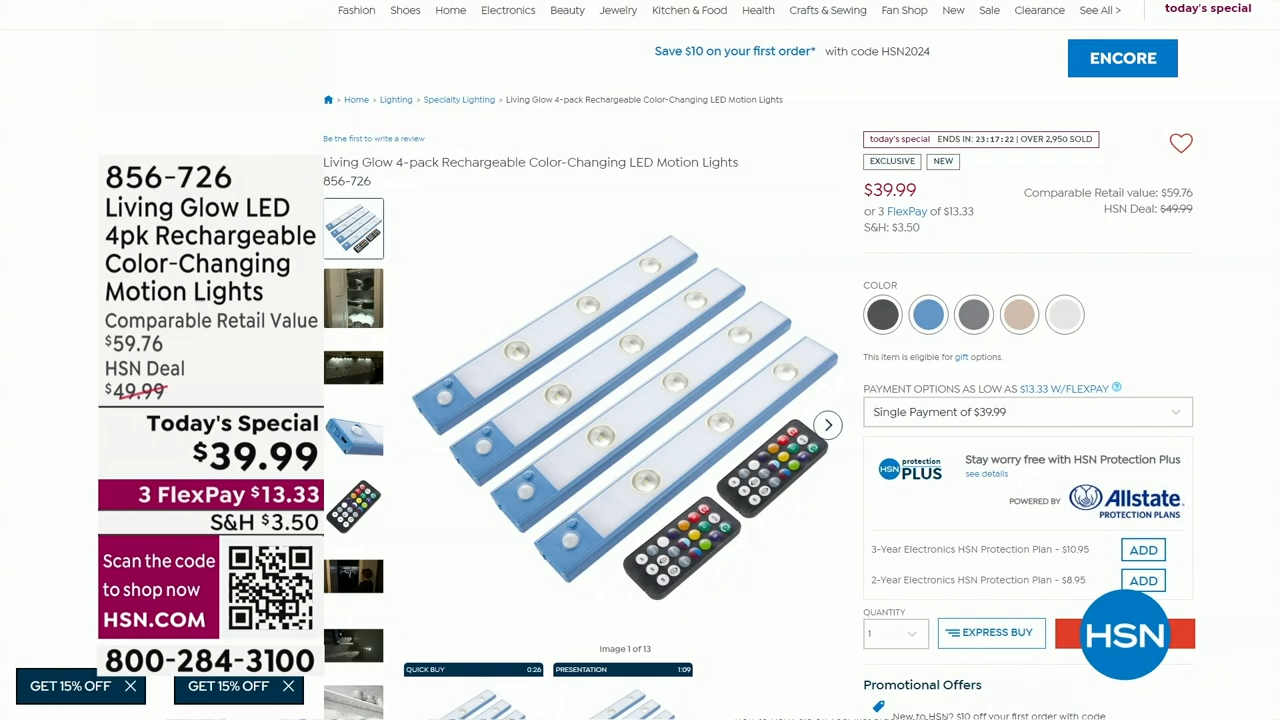 Fashion Shoes Home Electronics Beauty Jewelry Kitchen & Food Health Crafts & Sewing Fan Shop New Sale Clearance See All >
today's special
Save $10 on your first order* with code HSN2024
ENCORE
> Home > Lighting > Specialty Lighting > Living Glow 4-pack Rechargeable Color-Changing LED Motion Lights
Be the first to write a review
Living Glow 4-pack Rechargeable Color-Changing LED Motion Lights
856-726
856-726
Living Glow LED
4pk Rechargeable
Color-Changing
Motion Lights
Comparable Retail Value
$59.76
HSN Deal
$49.99
Today's Special
$39.99
3 FlexPay $13.33
S&H $3.50
Scan the code
to shop now
HSN.COM
800-284-3100
GET 15% OFF
GET 15% OFF
Image 1 of 13
QUICK BUY 0:26
PRESENTATION 1:09
today's special ENDS IN: 23:17:22 | OVER 2,950 SOLD
EXCLUSIVE NEW
$39.99
Comparable Retail value: $59.76
or 3 FlexPay of $13.33
HSN Deal: $49.99
S&H: $3.50
COLOR
This item is eligible for gift options.
PAYMENT OPTIONS AS LOW AS $13.33 W/FLEXPAY
Single Payment of $39.99
HSN protection PLUS
Stay worry free with HSN Protection Plus
see details
POWERED BY Allstate
PROTECTION PLANS
3-Year Electronics HSN Protection Plan - $10.95 ADD
2-Year Electronics HSN Protection Plan - $8.95 ADD
QUANTITY
1
EXPRESS BUY
HSN
Promotional Offers
New to HSN? $10 off your first order with code